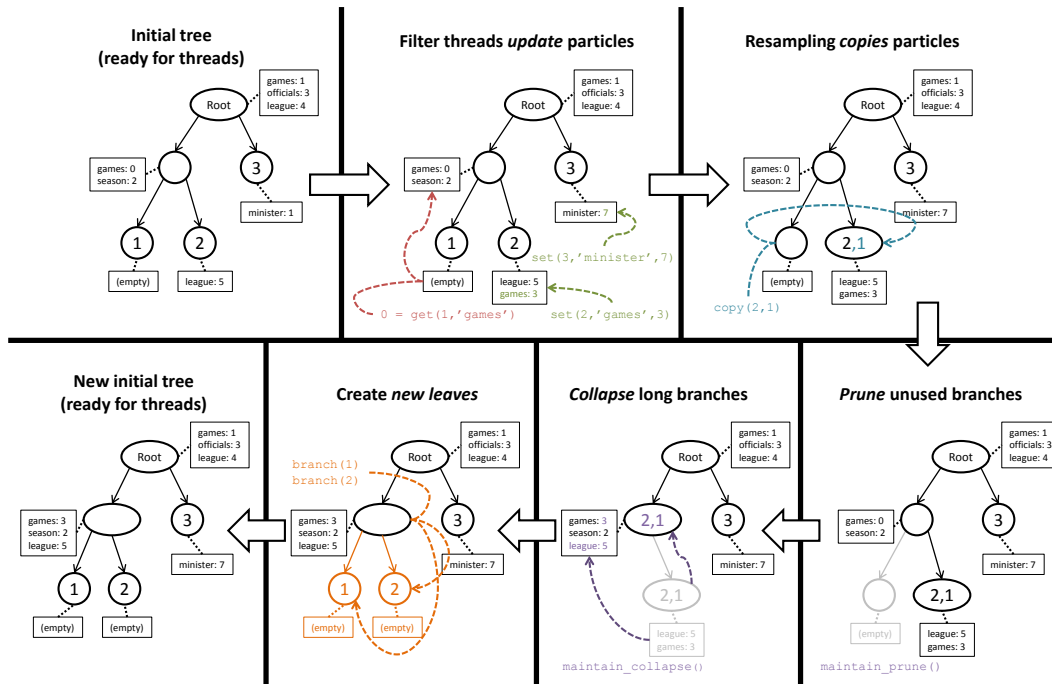 Initial tree
(ready for threads)
games: 1
officials: 3
league: 4
Root
games: 0
season: 2
3
minister: 1
1
2
(empty)
league: 5
Filter threads update particles
games: 1
officials: 3
league: 4
Root
games: 0
season: 2
3
minister: 7
1
2
set(3,'minister',7)
(empty)
league: 5
games: 3
0 = get(1,'games')
set(2,'games',3)
Resampling copies particles
games: 1
officials: 3
league: 4
Root
games: 0
season: 2
3
minister: 7
2,1
(empty)
league: 5
games: 3
copy(2,1)
New initial tree
(ready for threads)
games: 1
officials: 3
league: 4
Root
games: 3
season: 2
league: 5
3
minister: 7
1
2
(empty)
(empty)
Create new leaves
games: 1
officials: 3
league: 4
Root
branch(1)
branch(2)
games: 3
season: 2
league: 5
3
minister: 7
1
2
(empty)
(empty)
Collapse long branches
games: 1
officials: 3
league: 4
Root
games: 3
season: 2
league: 5
2,1
3
minister: 7
2,1
league: 5
games: 3
maintain_collapse()
Prune unused branches
games: 1
officials: 3
league: 4
Root
games: 0
season: 2
3
minister: 7
2,1
(empty)
league: 5
games: 3
maintain_prune()